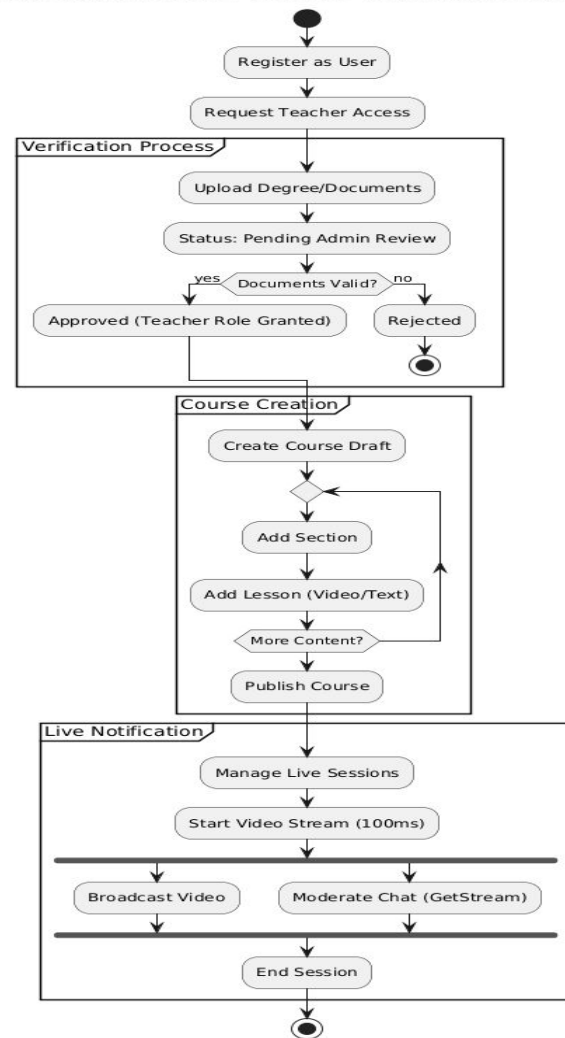 Register as User
Request Teacher Access
Verification Process
Upload Degree/Documents
Status: Pending Admin Review
yes
Documents Valid?
no
Approved (Teacher Role Granted)
Rejected
Course Creation
Create Course Draft
Add Section
Add Lesson (Video/Text)
More Content?
Publish Course
Live Notification
Manage Live Sessions
Start Video Stream (100ms)
Broadcast Video
Moderate Chat (GetStream)
End Session